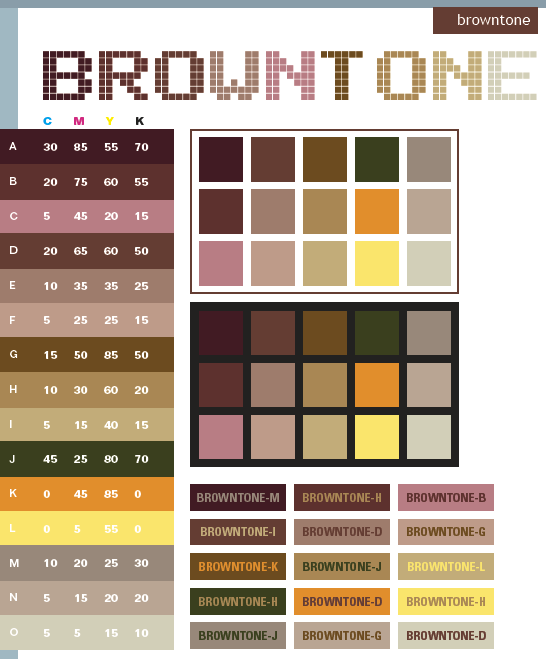 browntone
BROWNTONE
C M Y K
A 30 85 55 70
B 20 75 60 55
C 5 45 20 15
D 20 65 60 50
E 10 35 35 25
F 5 25 25 15
G 15 50 85 50
H 10 30 60 20
I 5 15 40 15
J 45 25 80 70
K 0 45 85 0
L 0 5 55 0
M 10 20 25 30
N 5 15 20 20
O 5 5 15 10
BROWNTONE-M BROWNTONE-H BROWNTONE-B
BROWNTONE-I BROWNTONE-D BROWNTONE-G
BROWNTONE-K BROWNTONE-J BROWNTONE-L
BROWNTONE-H BROWNTONE-D BROWNTONE-H
BROWNTONE-J BROWNTONE-G BROWNTONE-D